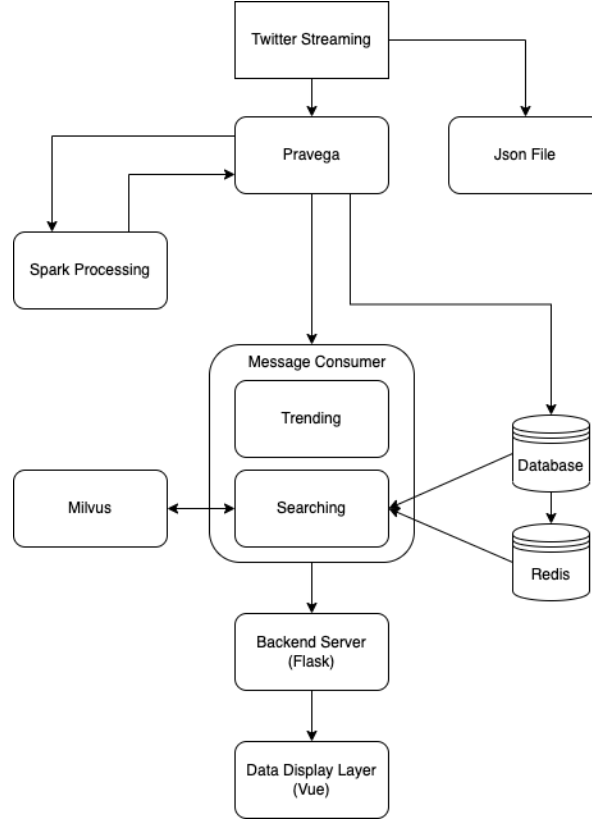 Twitter Streaming
Pravega
Json File
Spark Processing
Message Consumer
Trending
Database
Milvus
Searching
Redis
Backend Server
(Flask)
Data Display Layer
(Vue)